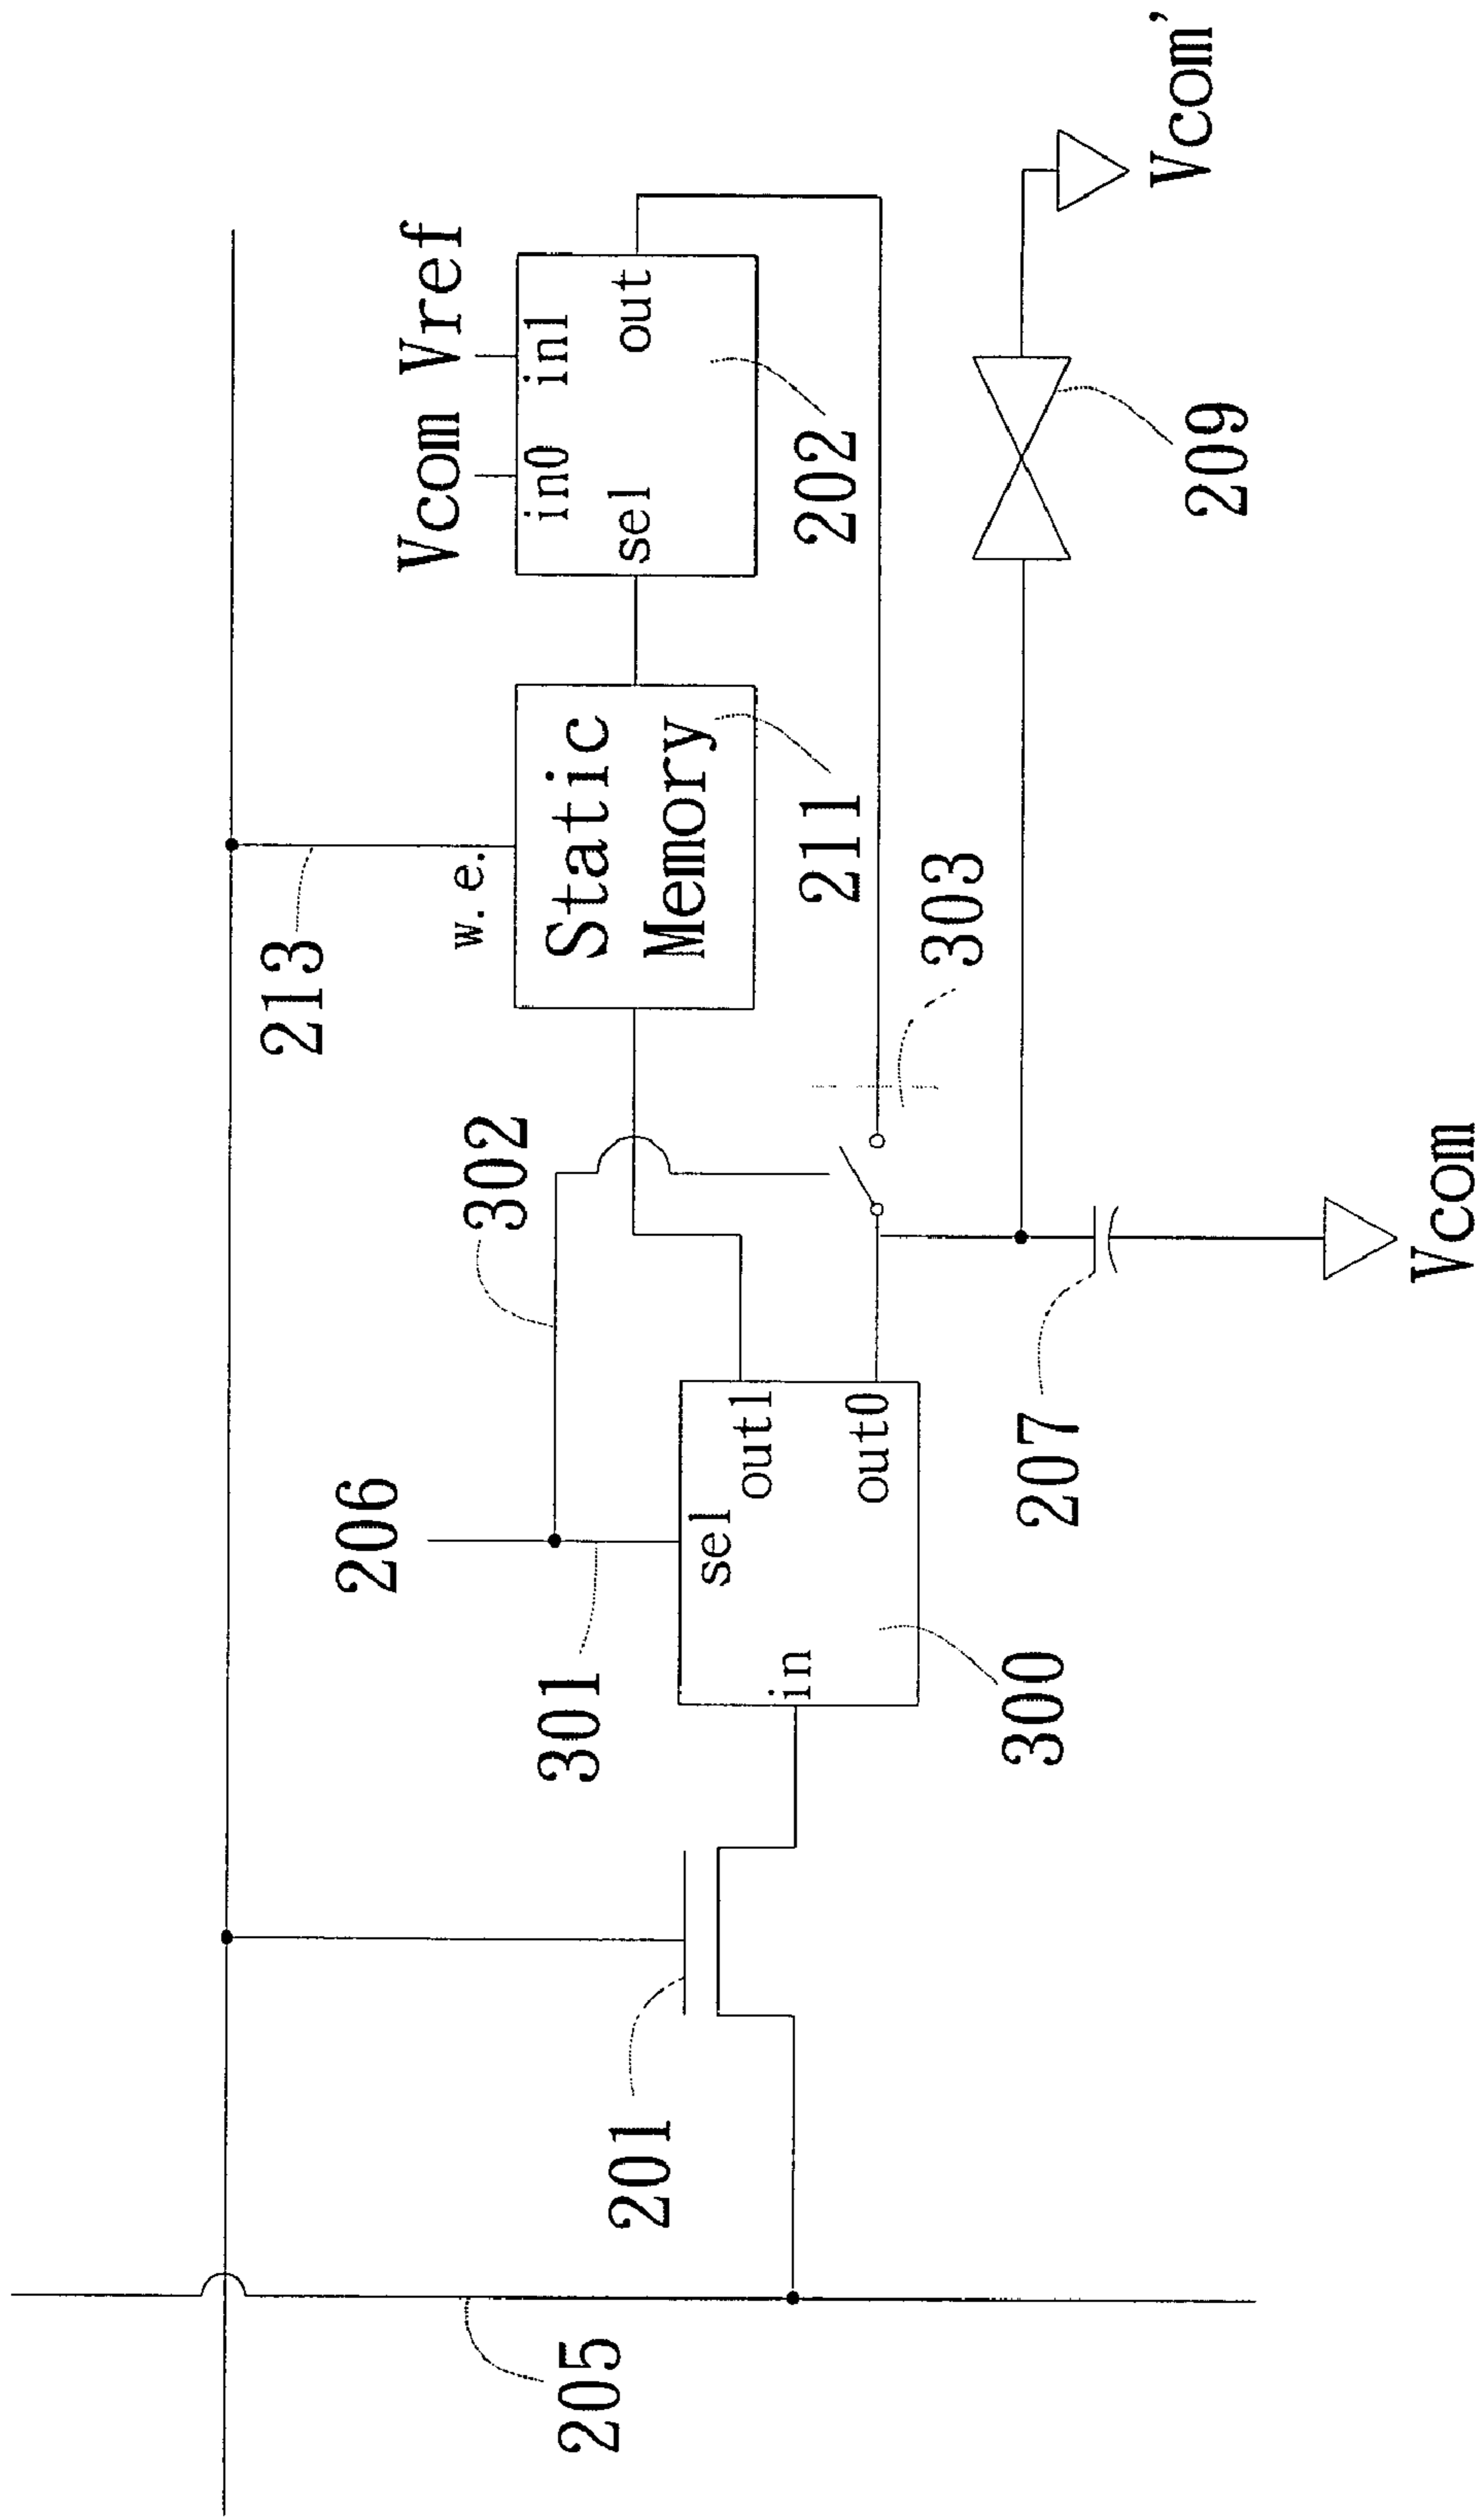 Vcom Vref
in0 in1
sel
out
202
213
w.e.
Static
Memory
211
302
303
206
301
sel
out1
in
out0
300
201
205
207
209
Vcom
Vcom'